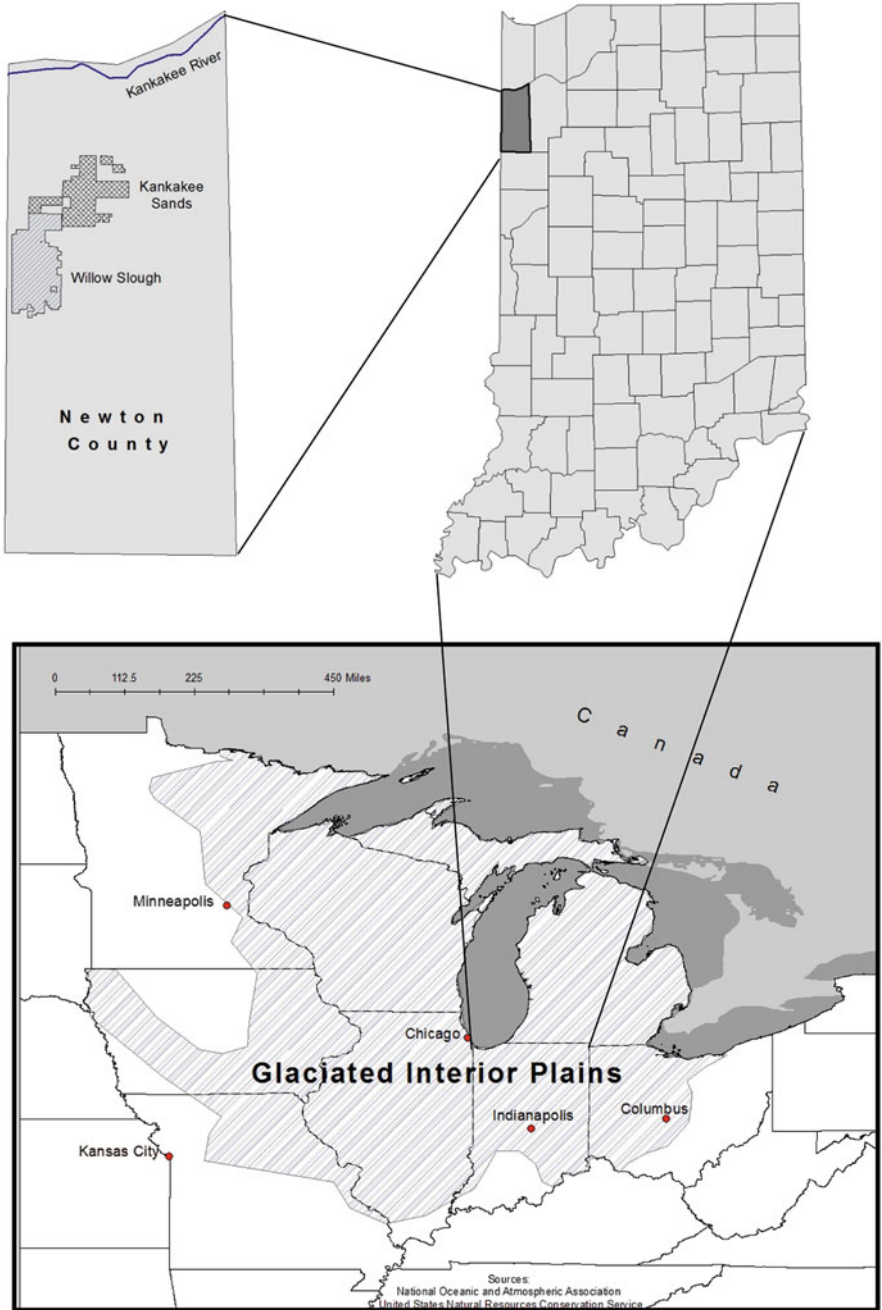 Kankakee River
Kankakee
Sands
Willow Slough
Newton
County
0 112.5 225 450 Miles
Canada
Minneapolis
Chicago
Glaciated Interior Plains
Indianapolis
Columbus
Kansas City
Sources:
National Oceanic and Atmospheric Association
United States Natural Resources Conservation Service